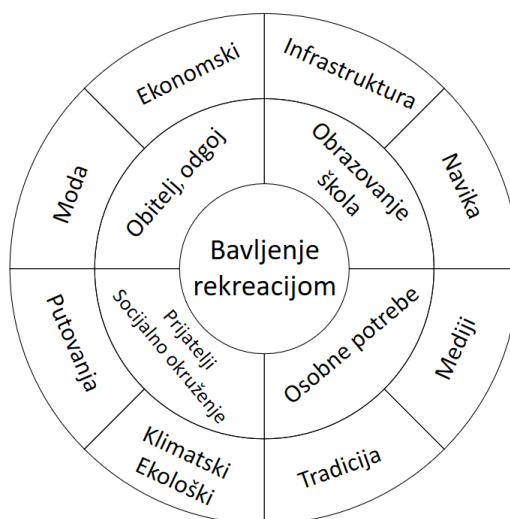 Ekonomski
Infrastruktura
Moda
Obitelj, odgoj
Obrazovanje
škola
Navika
Bavljenje
rekreacijom
Putovanja
Prijatelji
Socijalno okruženje
Osobne potrebe
Mediji
Klimatski
Ekološki
Tradicija